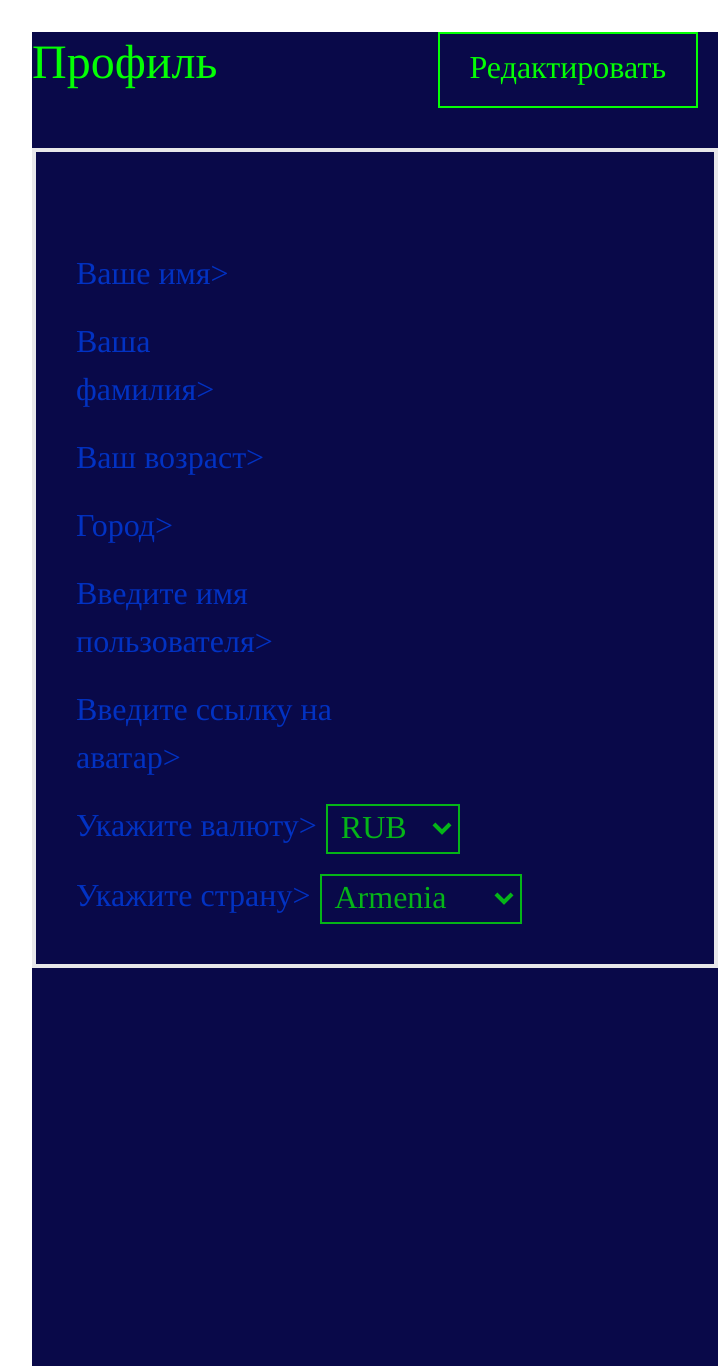 Профиль
Редактировать
Ваше имя>
Ваша
фамилия>
Ваш возраст>
Город>
Введите имя
пользователя>
Введите ссылку на
аватар>
Укажите валюту> RUB
Укажите страну> Armenia